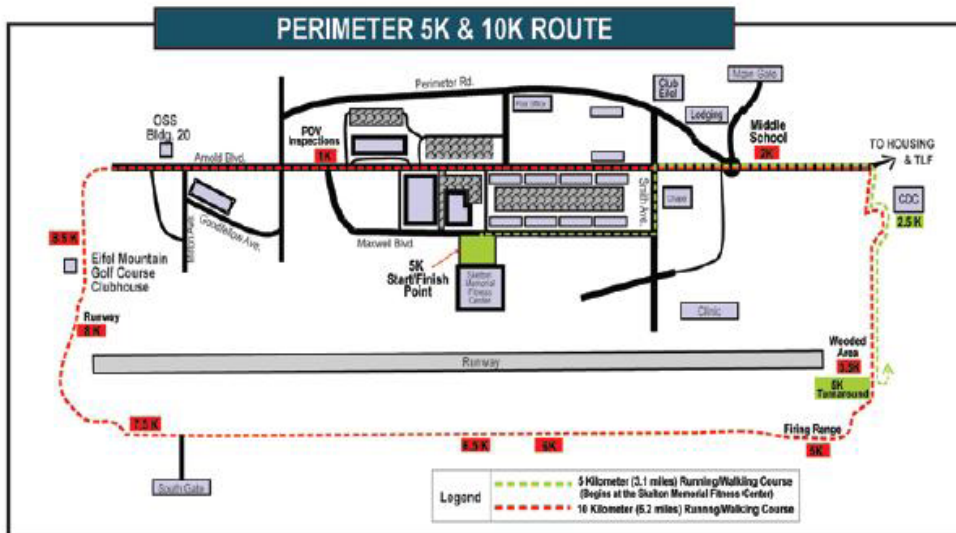 PERIMETER 5K & 10K ROUTE
Perimeter Rd.
Post Office
Club
Eifel
Main Gate
Lodging
OSS
Bldg. 20
POV
Inspections
1K
Middle
School
2K
TO HOUSING
& TLF
Arnold Blvd.
CDC
2.5 K
Smith Ave.
Chapel
Goodfellow Ave.
Maxwell Blvd.
5K
Start/Finish
Point
Skelton
Memorial
Fitness
Center
Eifel Mountain
Golf Course
Clubhouse
Clinic
Runway
8 K
Runway
Wooded
Area
3.5K
5K
Turnaround
7.5 K
6.5 K
6K
Firing Range
5K
South Gate
Legend
5 Kilometer (3.1 miles) Running/Walking Course
(Begins at the Skelton Memorial Fitness Center)
10 Kilometer (6.2 miles) Running/Walking Course